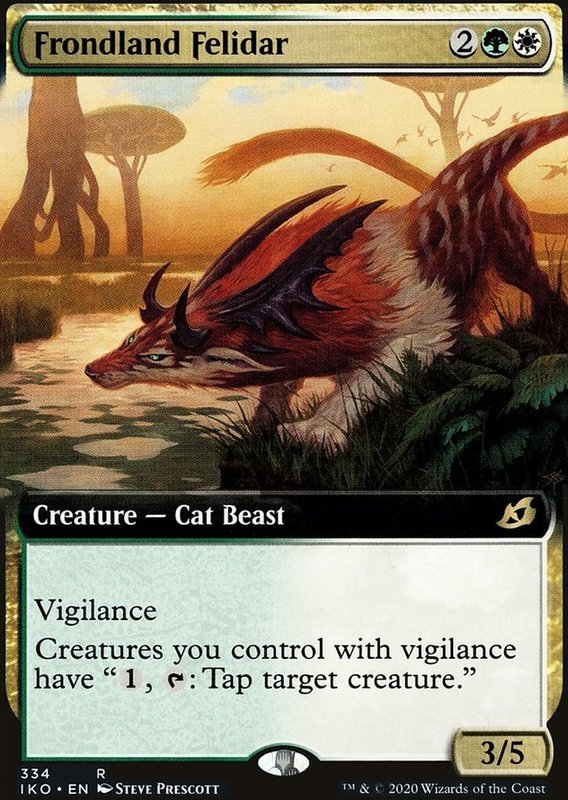 Frondland Felidar 2
Creature — Cat Beast
Vigilance
Creatures you control with vigilance
have “1, : Tap target creature.”
3/5
334 R
IKO • EN Steve Prescott
™ & © 2020 Wizards of the Coast